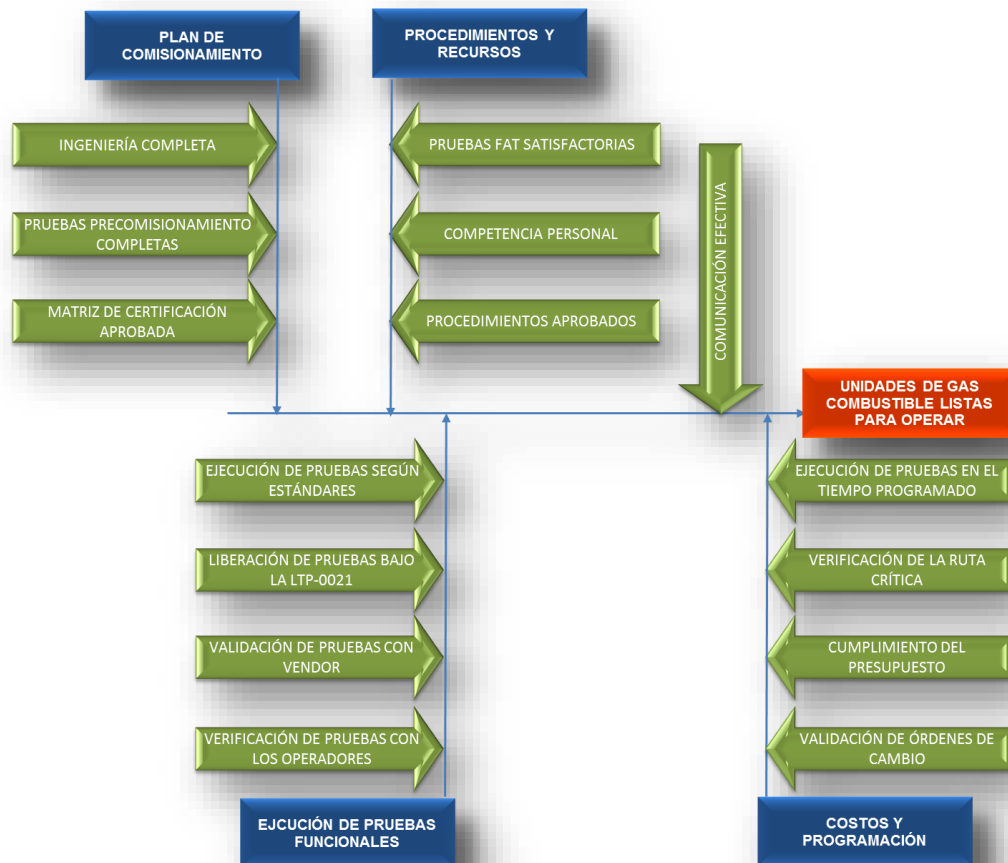 PLAN DE
COMISIONAMIENTO
PROCEDIMIENTOS Y
RECURSOS
INGENIERÍA COMPLETA
PRUEBAS PRECOMISIONAMIENTO
COMPLETAS
MATRIZ DE CERTIFICACIÓN
APROBADA
PRUEBAS FAT SATISFACTORIAS
COMPETENCIA PERSONAL
PROCEDIMIENTOS APROBADOS
COMUNICACIÓN EFECTIVA
UNIDADES DE GAS
COMBUSTIBLE LISTAS
PARA OPERAR
EJECUCIÓN DE PRUEBAS SEGÚN
ESTÁNDARES
LIBERACIÓN DE PRUEBAS BAJO
LA LTP-0021
VALIDACIÓN DE PRUEBAS CON
VENDOR
VERIFICACIÓN DE PRUEBAS CON
LOS OPERADORES
EJECUCIÓN DE PRUEBAS EN EL
TIEMPO PROGRAMADO
VERIFICACIÓN DE LA RUTA
CRÍTICA
CUMPLIMIENTO DEL
PRESUPUESTO
VALIDACIÓN DE ÓRDENES DE
CAMBIO
EJCUCIÓN DE PRUEBAS
FUNCIONALES
COSTOS Y
PROGRAMACIÓN